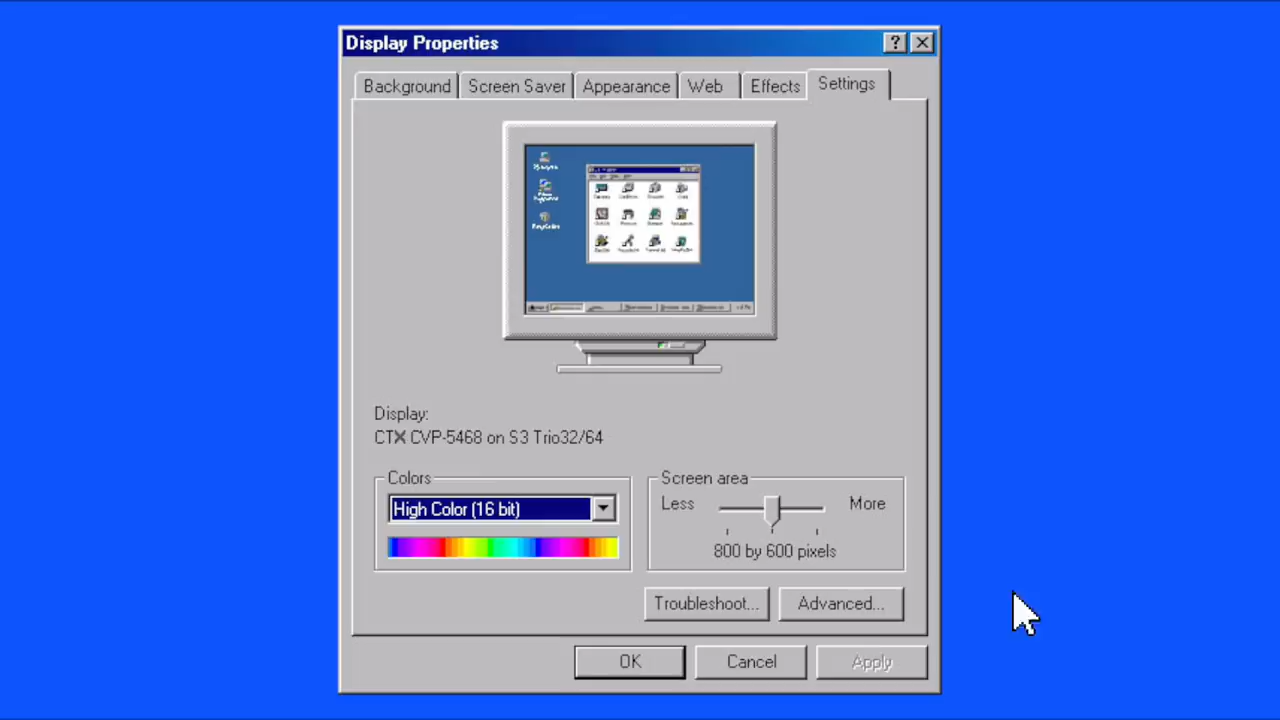 Display Properties
Background Screen Saver Appearance Web Effects Settings
Display:
CTX CVP-5468 on S3 Trio32/64
Colors
High Color (16 bit)
Screen area
Less More
800 by 600 pixels
Troubleshoot... Advanced...
OK Cancel Apply